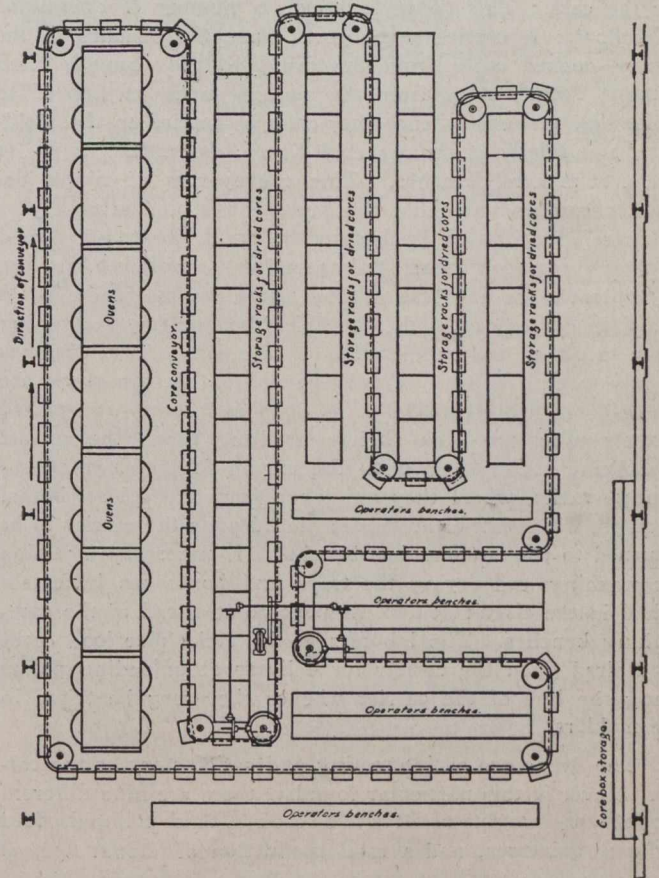 Direction of conveyor
Ovens
Ovens
Core conveyor.
Storage racks for dried cores
Storage racks for dried cores
Storage racks for dried cores
Storage racks for dried cores
Operators benches.
Operators benches.
Operators benches.
Operators benches.
Core box storage.